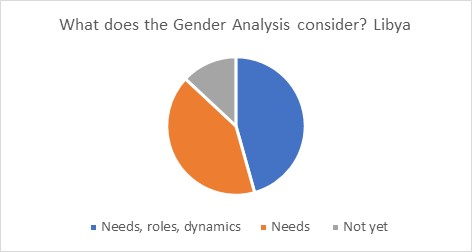 What does the Gender Analysis consider? Libya
Needs, roles, dynamics Needs Not yet